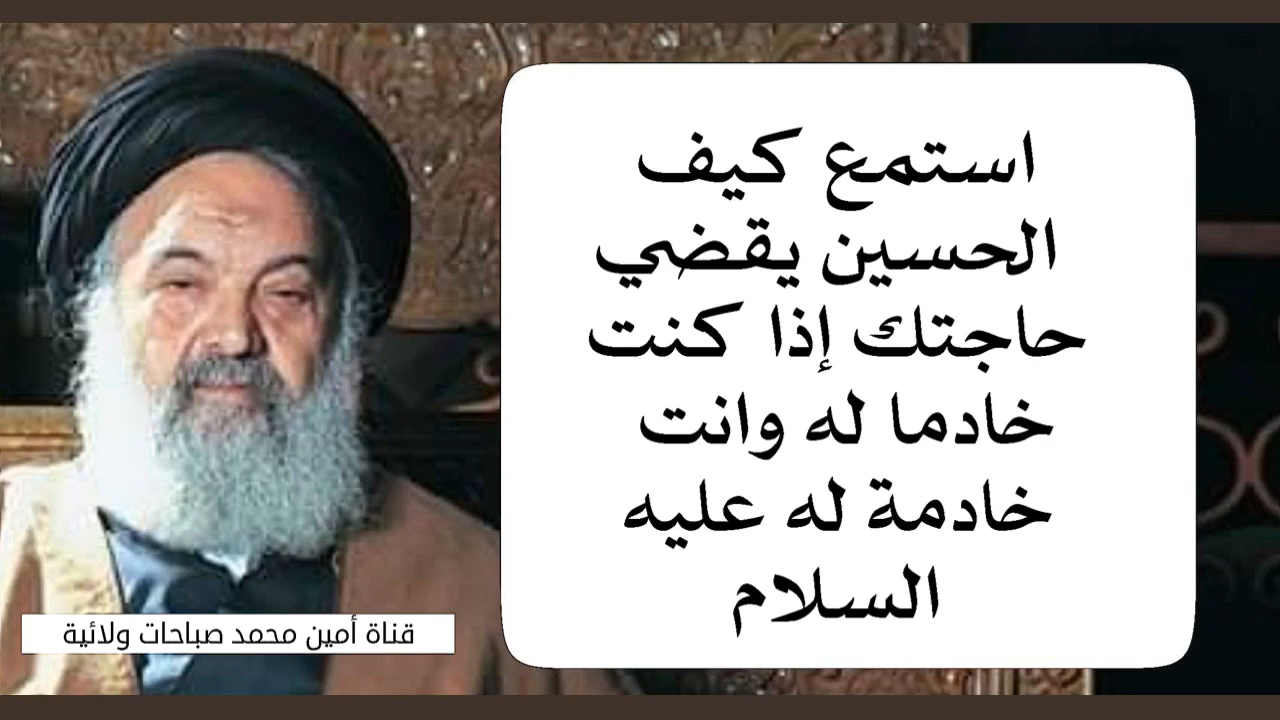 استمع كيف
الحسين يقضي
حاجتك إذا كنت
خادما له وانت
خادمة له عليه
السلام
قناة أمين محمد صباحات ولائية